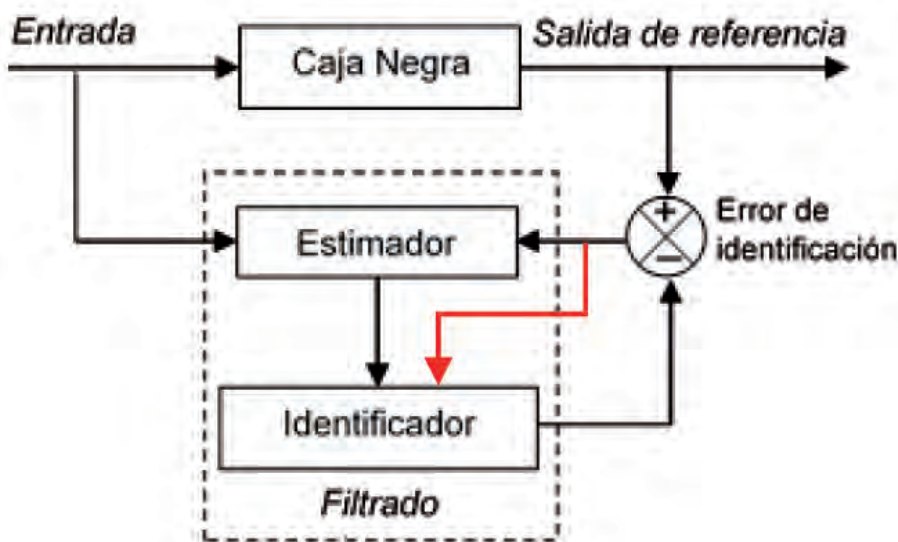 Entrada
Caja Negra
Salida de referencia
Estimador
+
−
Error de
identificación
Identificador
Filtrado